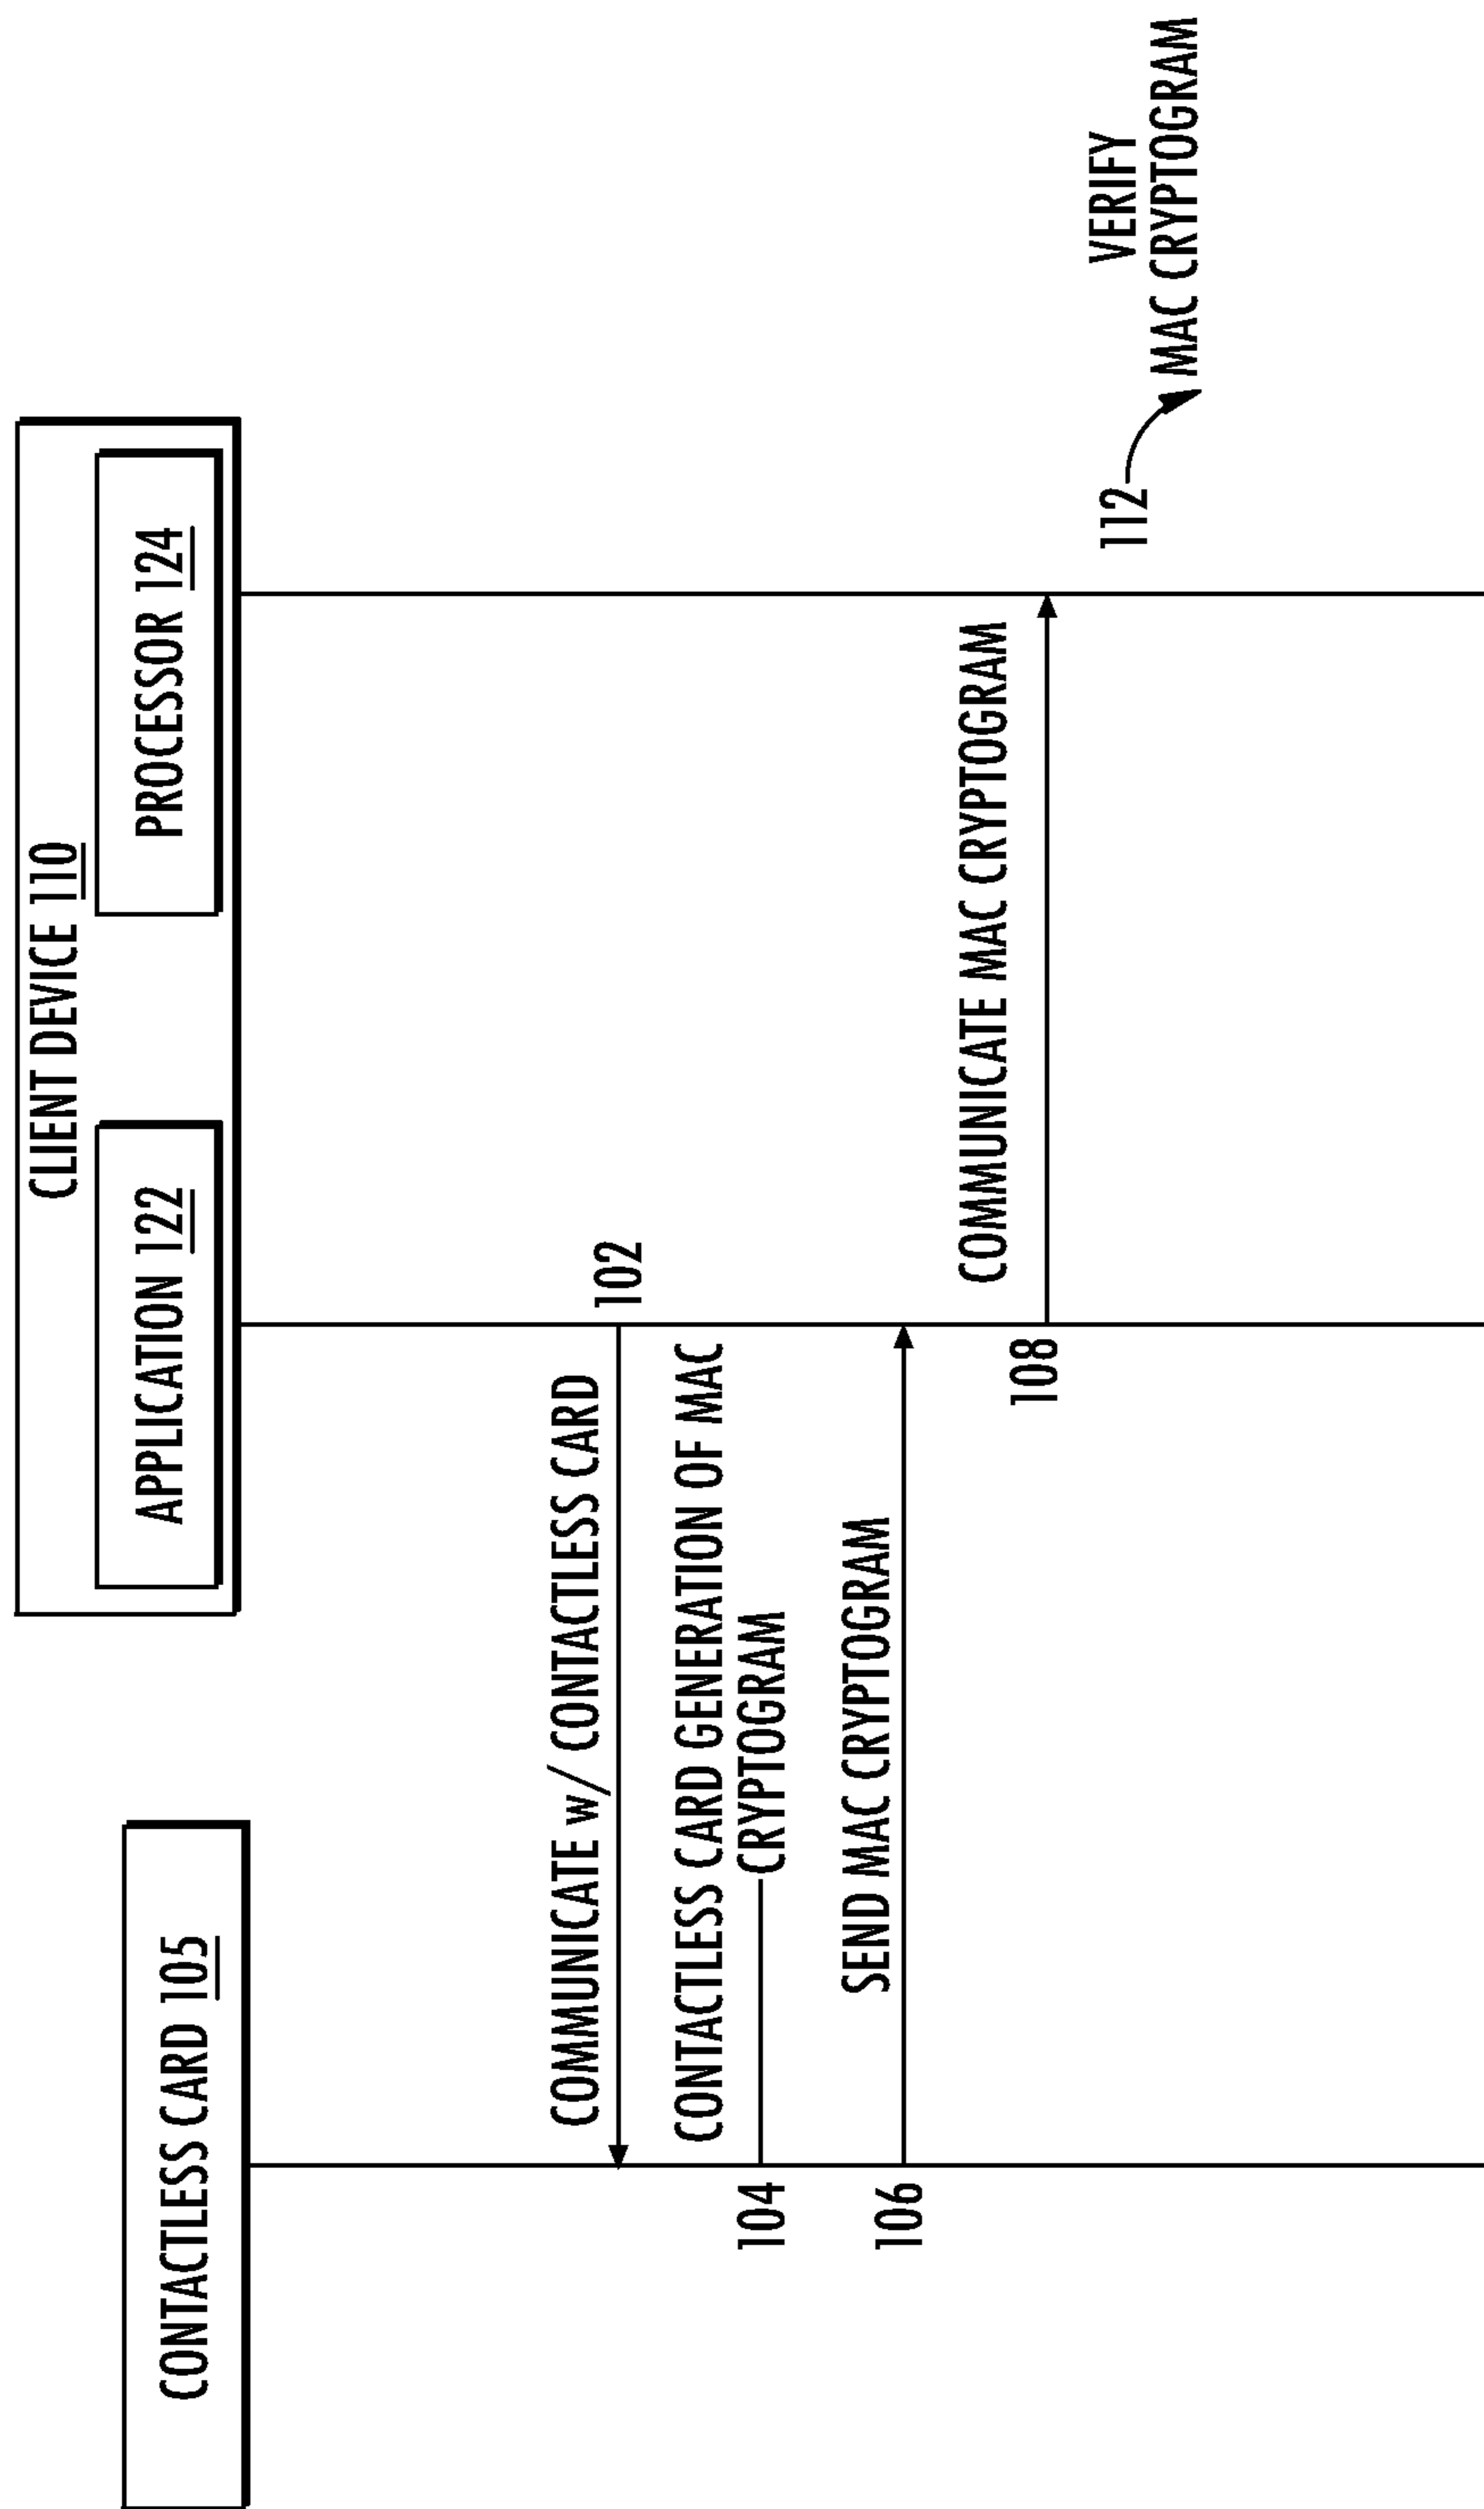 CLIENT DEVICE 110
CONTACTLESS CARD 105
APPLICATION 122
PROCESSOR 124
COMMUNICATE w/ CONTACTLESS CARD
102
CONTACTLESS CARD GENERATION OF MAC
CRYPTOGRAM
104
SEND MAC CRYPTOGRAM
106
COMMUNICATE MAC CRYPTOGRAM
108
VERIFY
MAC CRYPTOGRAM
112